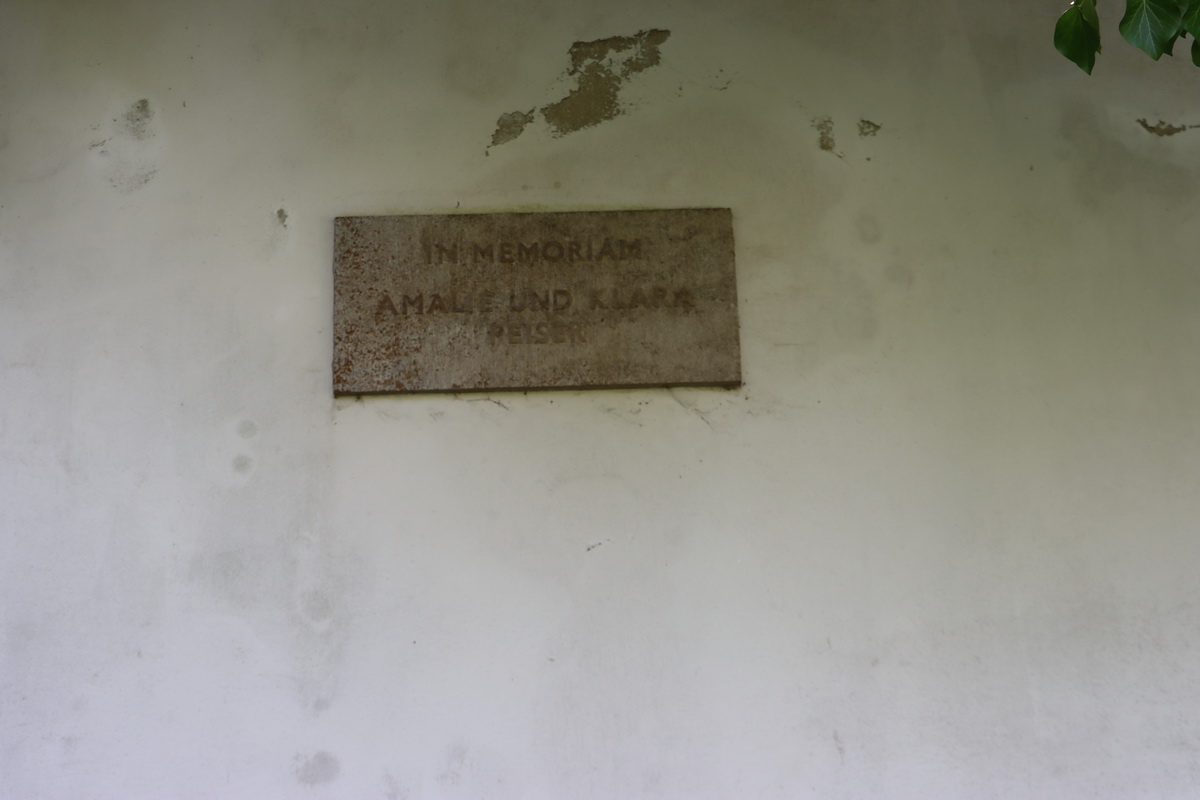 IN MEMORIAM
AMALIE UND KLARA
PEISER